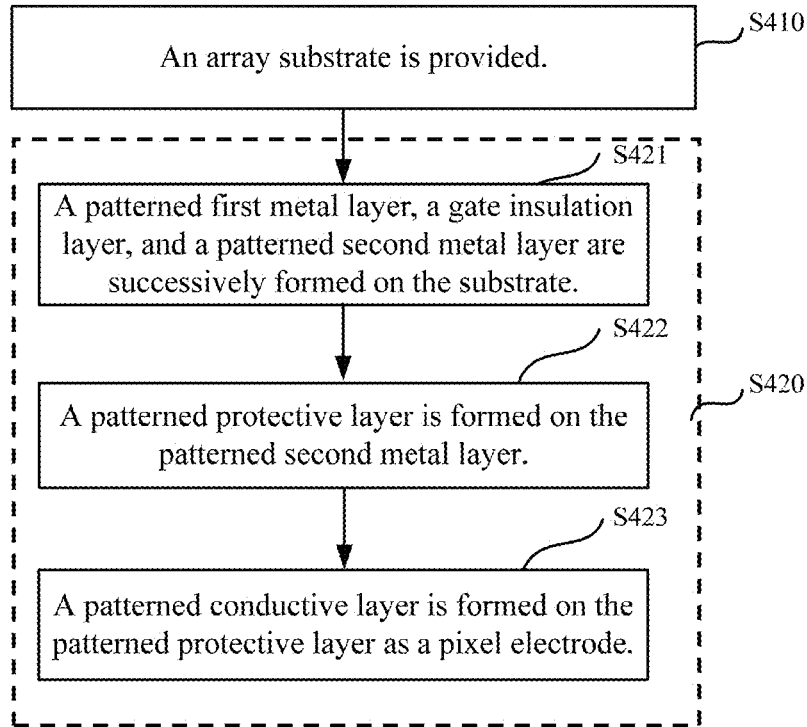 S410
An array substrate is provided.
S421
A patterned first metal layer, a gate insulation
layer, and a patterned second metal layer are
successively formed on the substrate.
S422
S420
A patterned protective layer is formed on the
patterned second metal layer.
S423
A patterned conductive layer is formed on the
patterned protective layer as a pixel electrode.